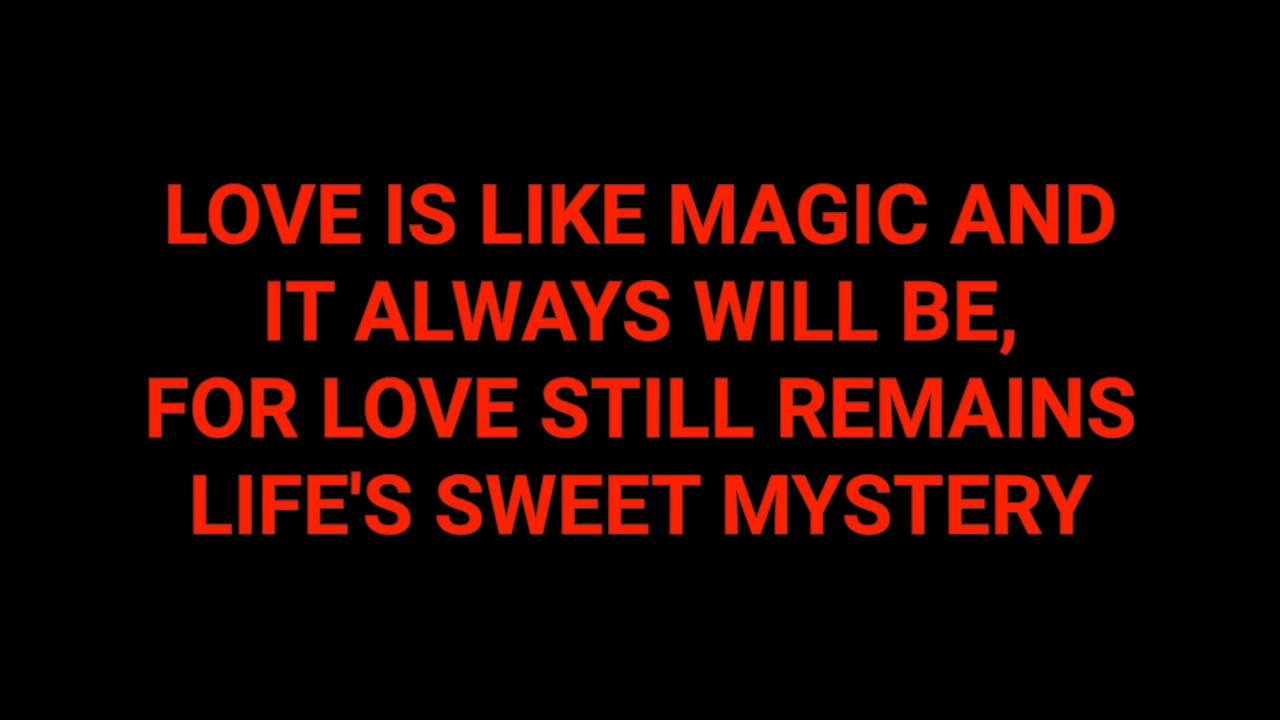 LOVE IS LIKE MAGIC AND
IT ALWAYS WILL BE,
FOR LOVE STILL REMAINS
LIFE'S SWEET MYSTERY